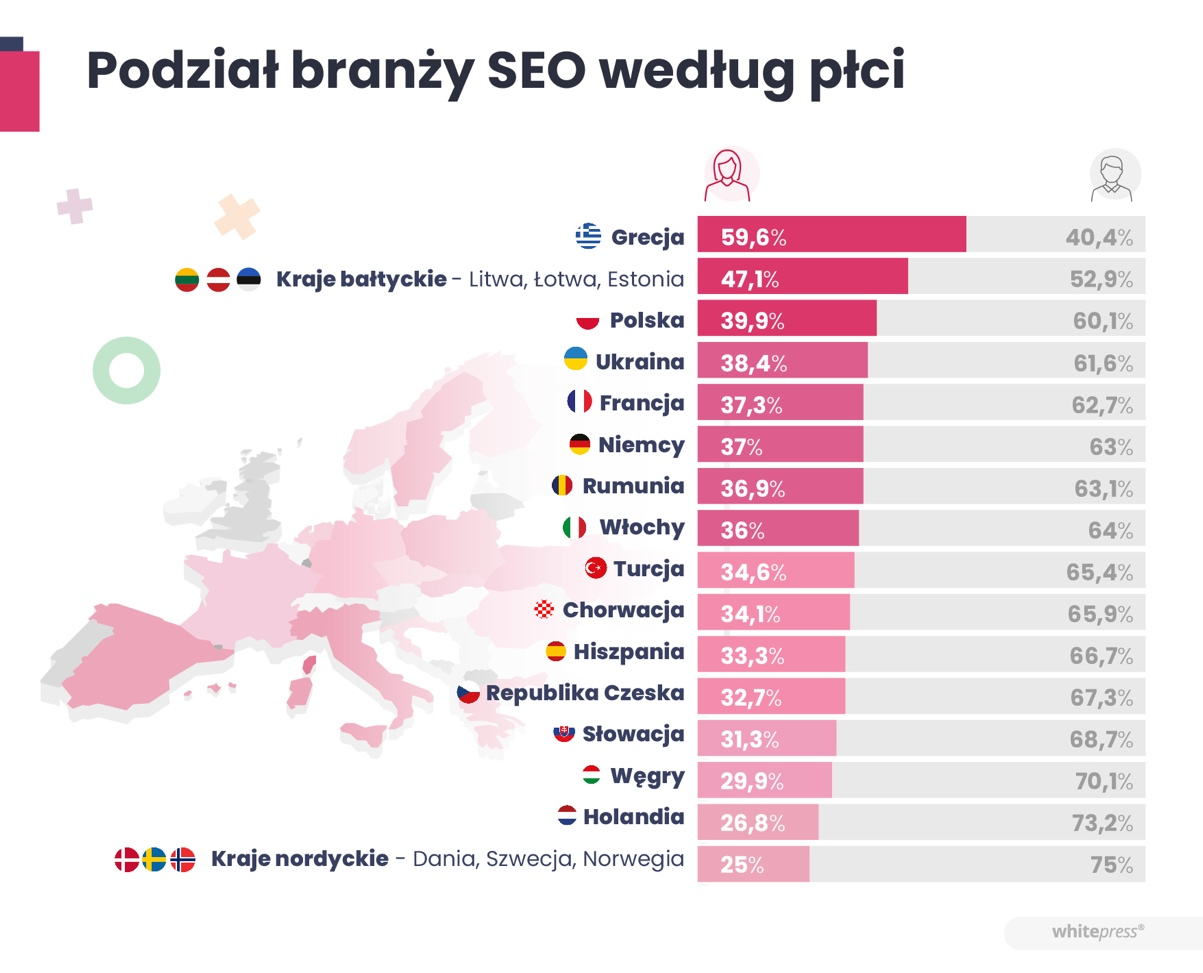 Podział branży SEO według płci
Grecja 59,6% 40,4%
Kraje bałtyckie - Litwa, Łotwa, Estonia 47,1% 52,9%
Polska 39,9% 60,1%
Ukraina 38,4% 61,6%
Francja 37,3% 62,7%
Niemcy 37% 63%
Rumunia 36,9% 63,1%
Włochy 36% 64%
Turcja 34,6% 65,4%
Chorwacja 34,1% 65,9%
Hiszpania 33,3% 66,7%
Republika Czeska 32,7% 67,3%
Słowacja 31,3% 68,7%
Węgry 29,9% 70,1%
Holandia 26,8% 73,2%
Kraje nordyckie - Dania, Szwecja, Norwegia 25% 75%
whitepress®